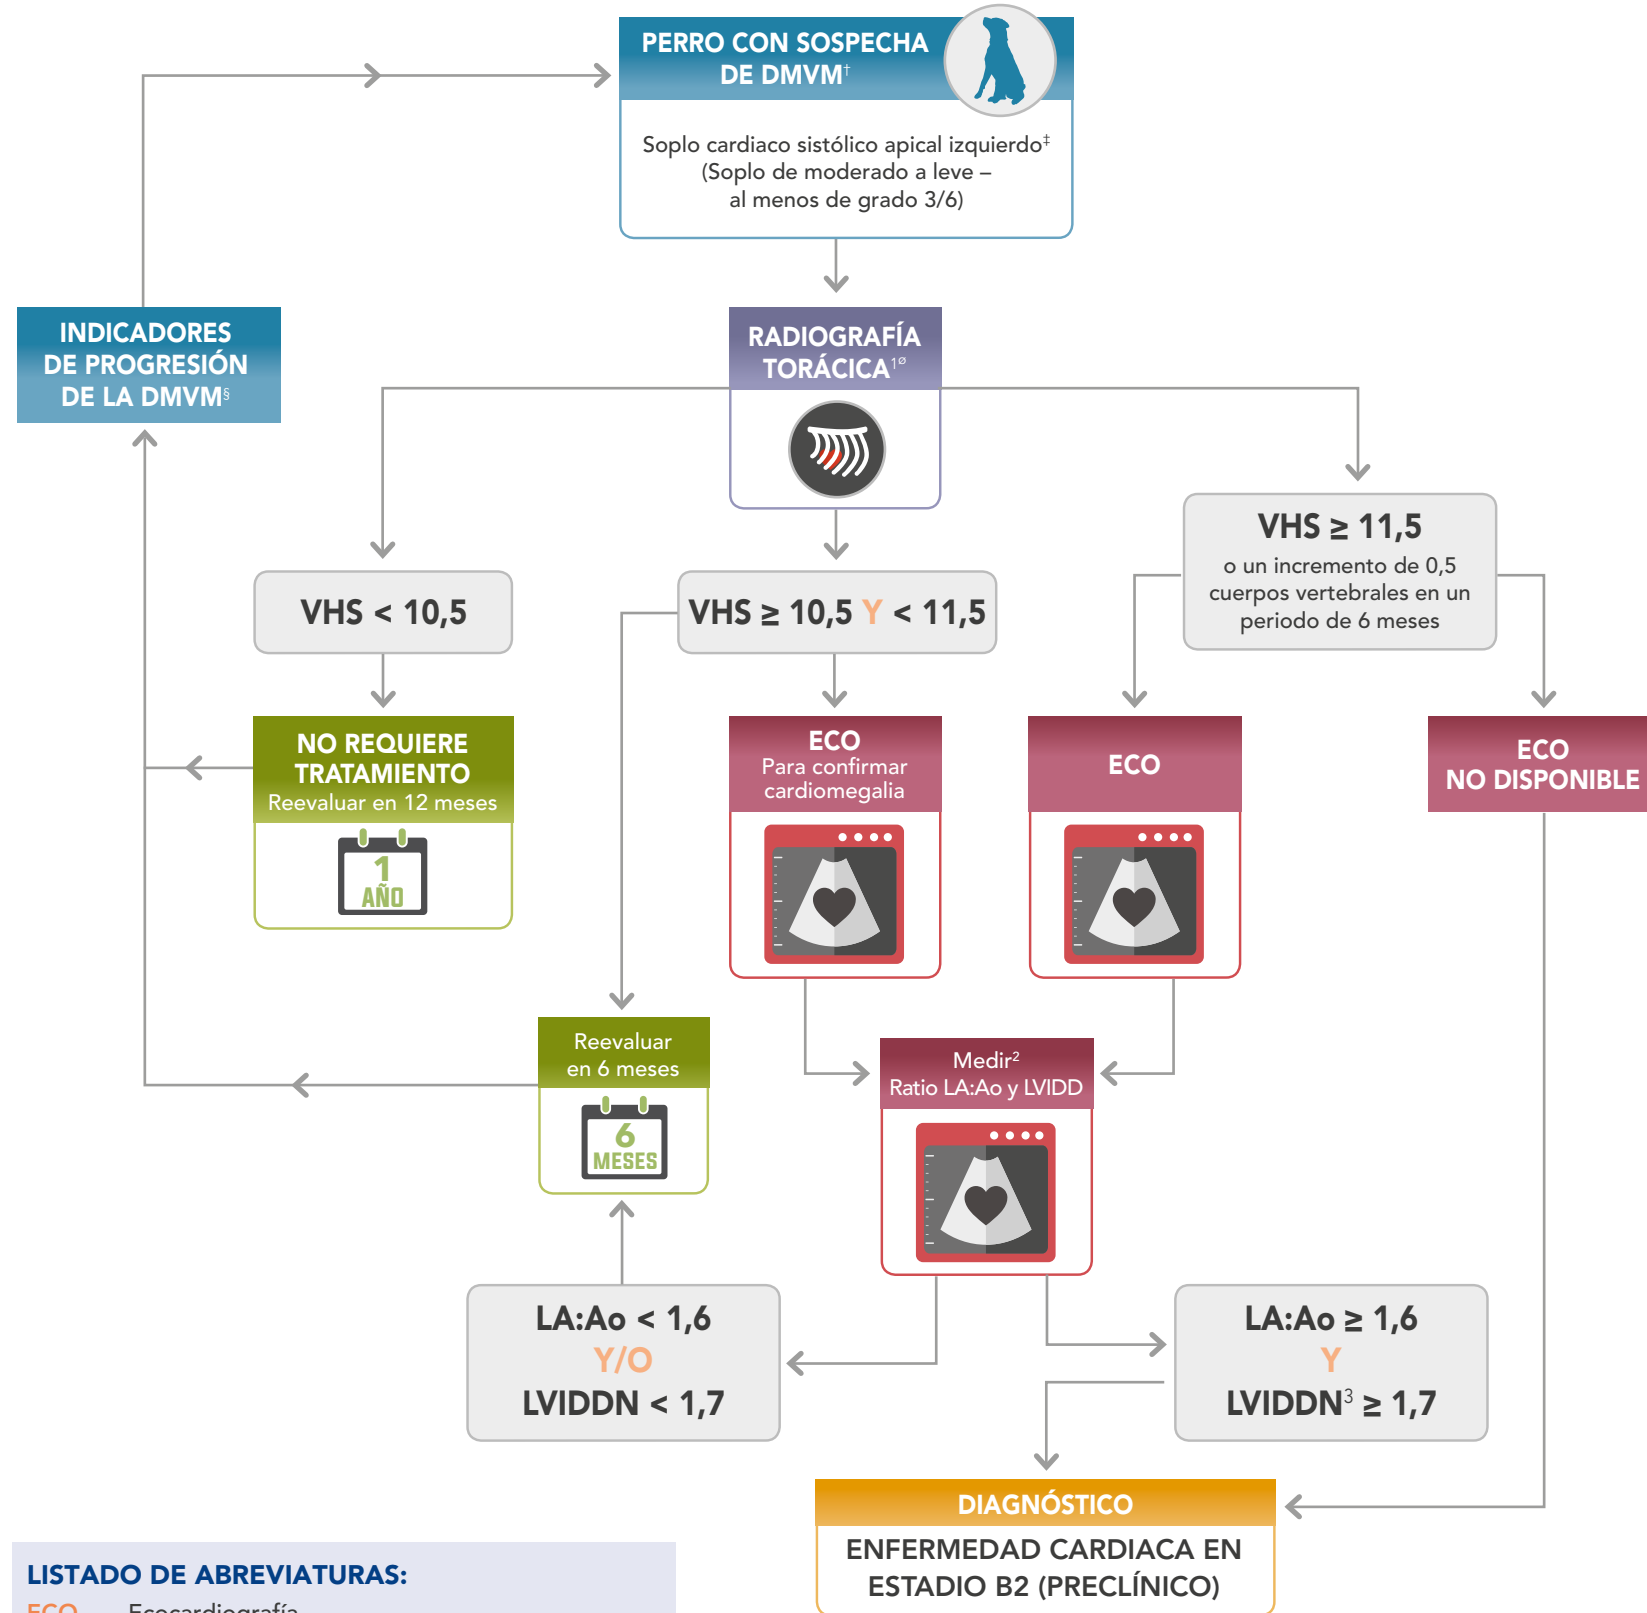 PERRO CON SOSPECHA
DE DMVM†
Soplo cardiaco sistólico apical izquierdo‡
(Soplo de moderado a leve –
al menos de grado 3/6)
INDICADORES
DE PROGRESIÓN
DE LA DMVM§
RADIOGRAFÍA
TORÁCICA1ø
VHS < 10,5
VHS ≥ 10,5 Y < 11,5
VHS ≥ 11,5
o un incremento de 0,5
cuerpos vertebrales en un
periodo de 6 meses
NO REQUIERE
TRATAMIENTO
Reevaluar en 12 meses
1
AÑO
ECO
Para confirmar
cardiomegalia
ECO
ECO
NO DISPONIBLE
Reevaluar
en 6 meses
6
MESES
Medir2
Ratio LA:Ao y LVIDD
LA:Ao < 1,6
Y/O
LVIDDN < 1,7
LA:Ao ≥ 1,6
Y
LVIDDN3 ≥ 1,7
DIAGNÓSTICO
ENFERMEDAD CARDIACA EN
ESTADIO B2 (PRECLÍNICO)
LISTADO DE ABREVIATURAS:
ECO Ecocardiografía